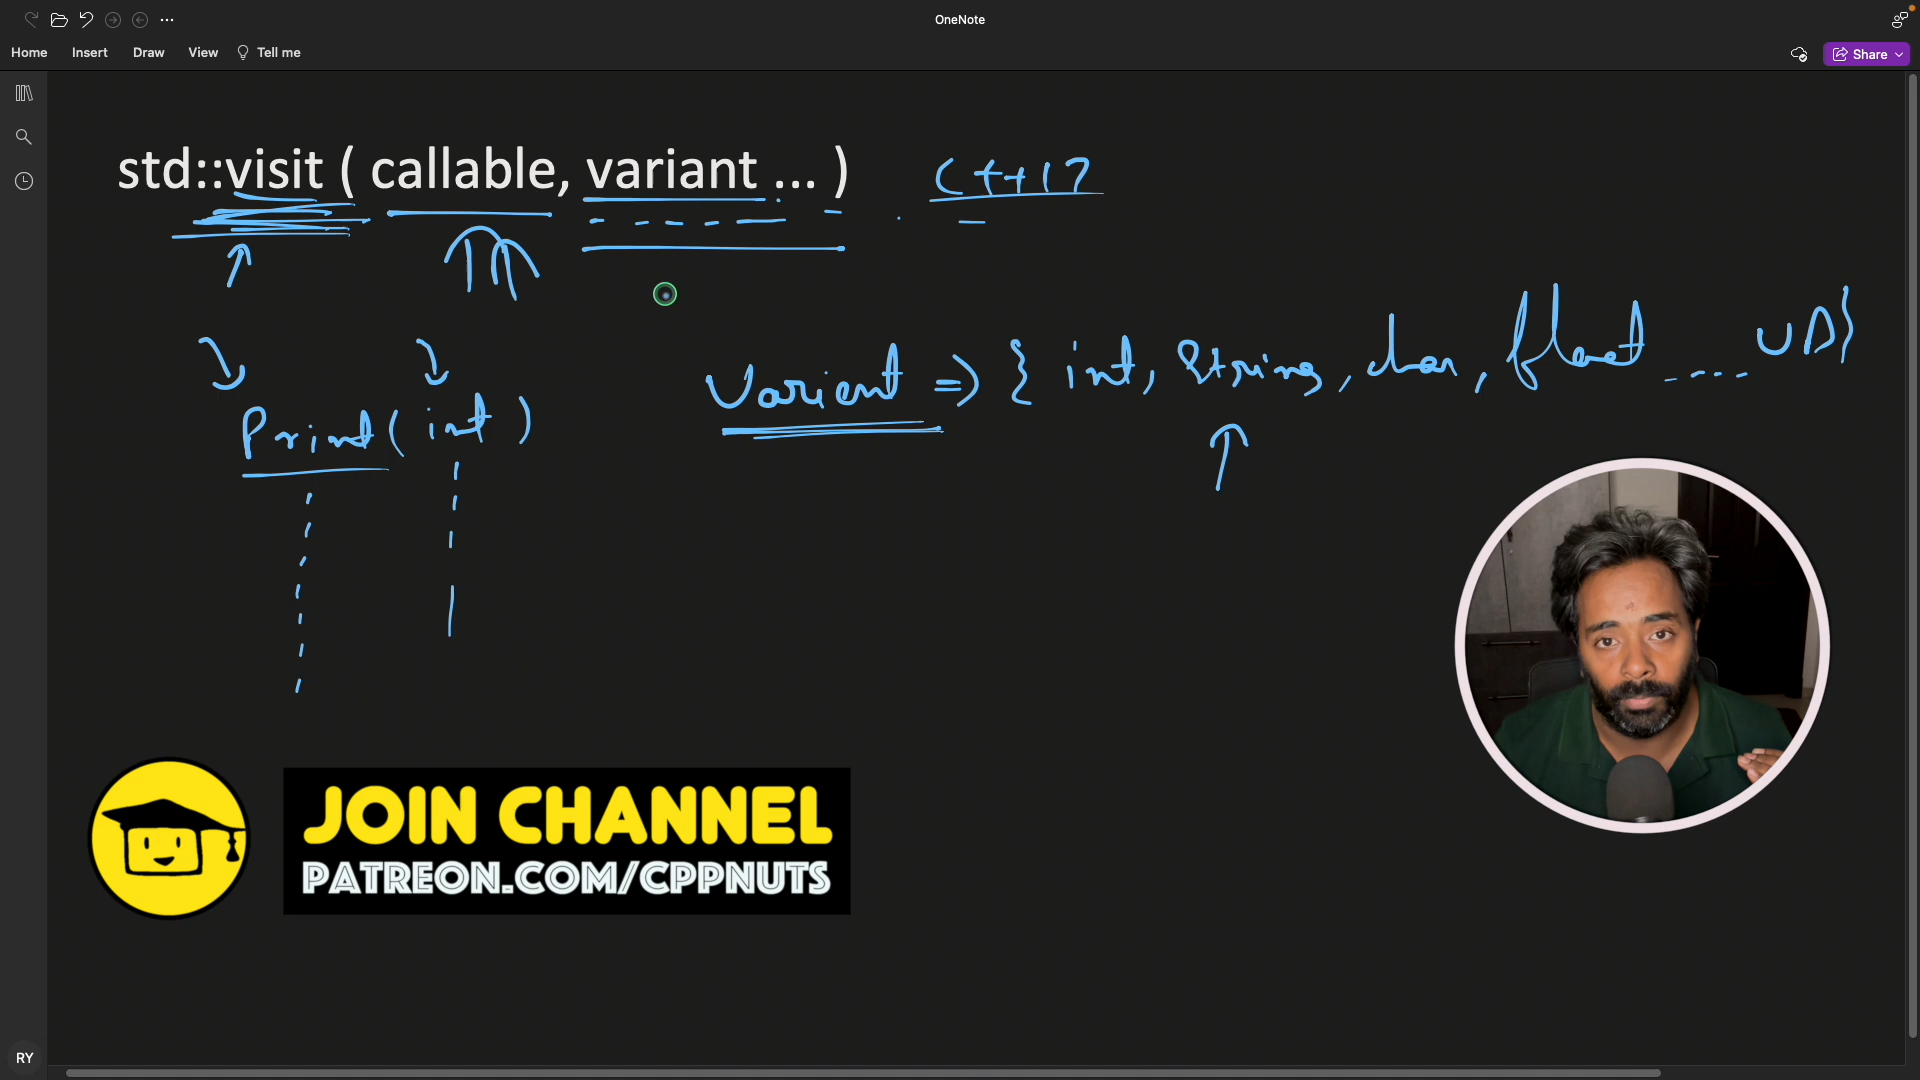 OneNote
Home Insert Draw View Tell me
Share
std::visit ( callable, variant ... ) C++17
Varient => { int, String, char, float .... UD}
Print( int )
JOIN CHANNEL
PATREON.COM/CPPNUTS
RY